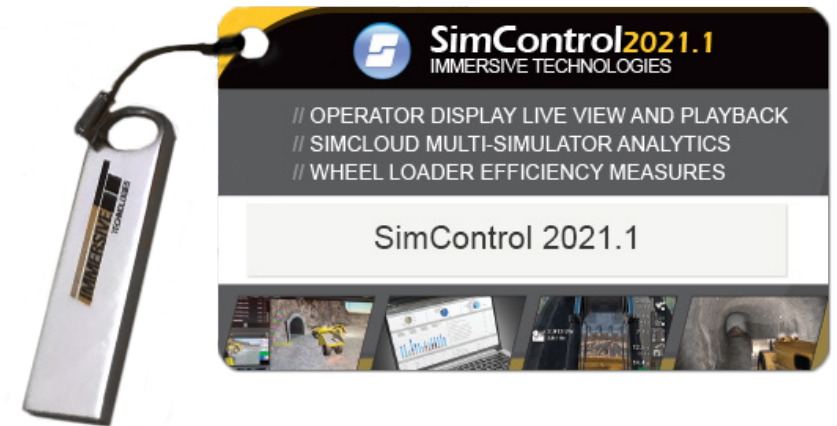 IMMERSIVE
TECHNOLOGIES
SimControl2021.1
IMMERSIVE TECHNOLOGIES
// OPERATOR DISPLAY LIVE VIEW AND PLAYBACK
// SIMCLOUD MULTI-SIMULATOR ANALYTICS
// WHEEL LOADER EFFICIENCY MEASURES
SimControl 2021.1